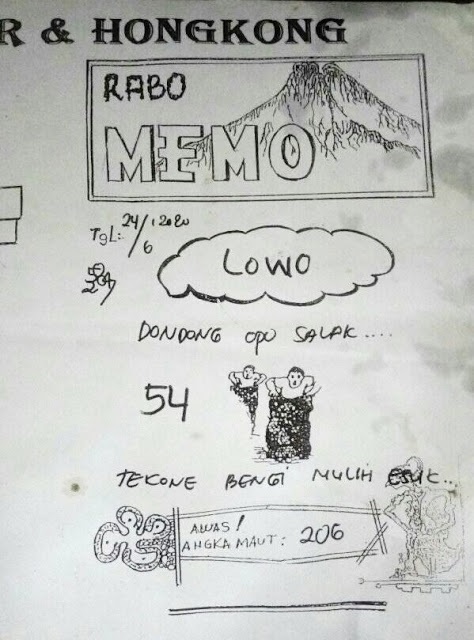 R & HONGKONG
RABO
MEMO
TgL: 24/6 2020
LOWO
DONDONG OPO SALAK....
54
TEKONE BENGI MULIH ESUK...
AWAS!
ANGKA MAUT: 206